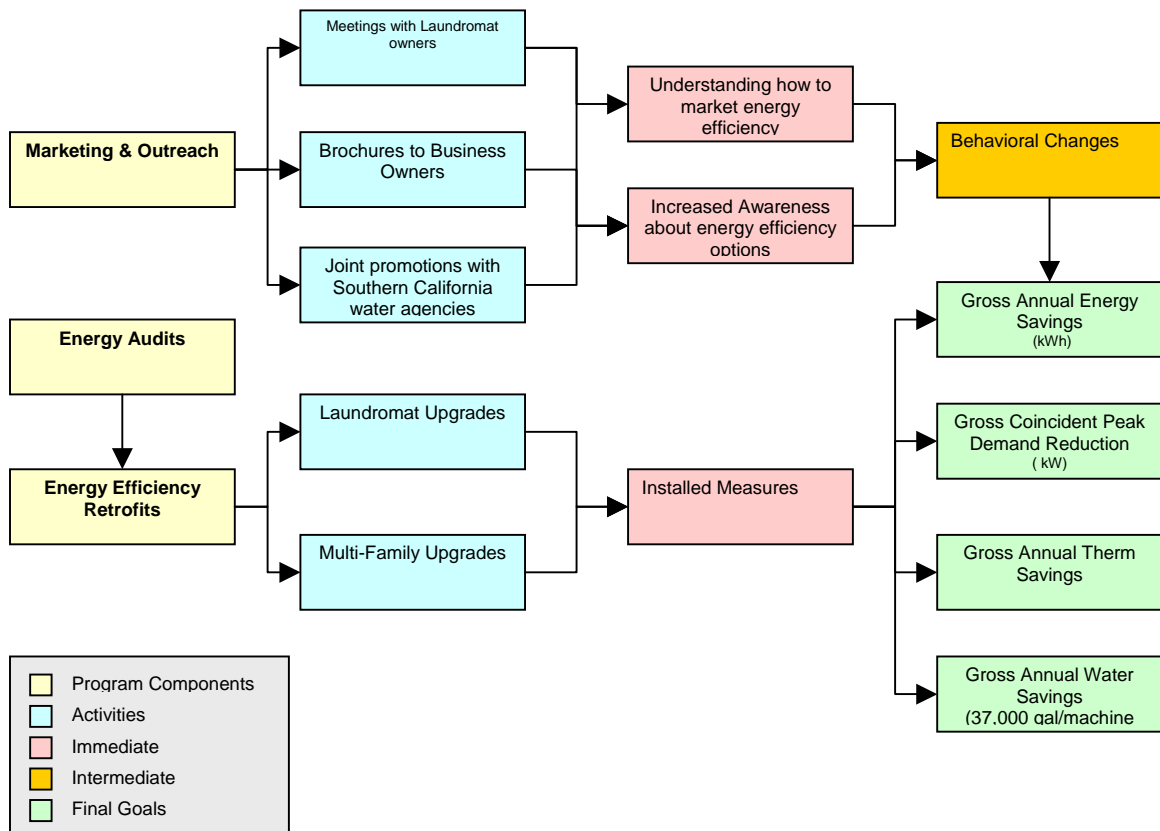 Meetings with Laundromat
owners
Understanding how to
market energy
efficiency
Marketing & Outreach
Brochures to Business
Owners
Behavioral Changes
Increased Awareness
about energy efficiency
options
Joint promotions with
Southern California
water agencies
Gross Annual Energy
Savings
(kWh)
Energy Audits
Laundromat Upgrades
Gross Coincident Peak
Demand Reduction
( kW)
Energy Efficiency
Retrofits
Installed Measures
Multi-Family Upgrades
Gross Annual Therm
Savings
Gross Annual Water
Savings
(37,000 gal/machine
Program Components
Activities
Immediate
Intermediate
Final Goals